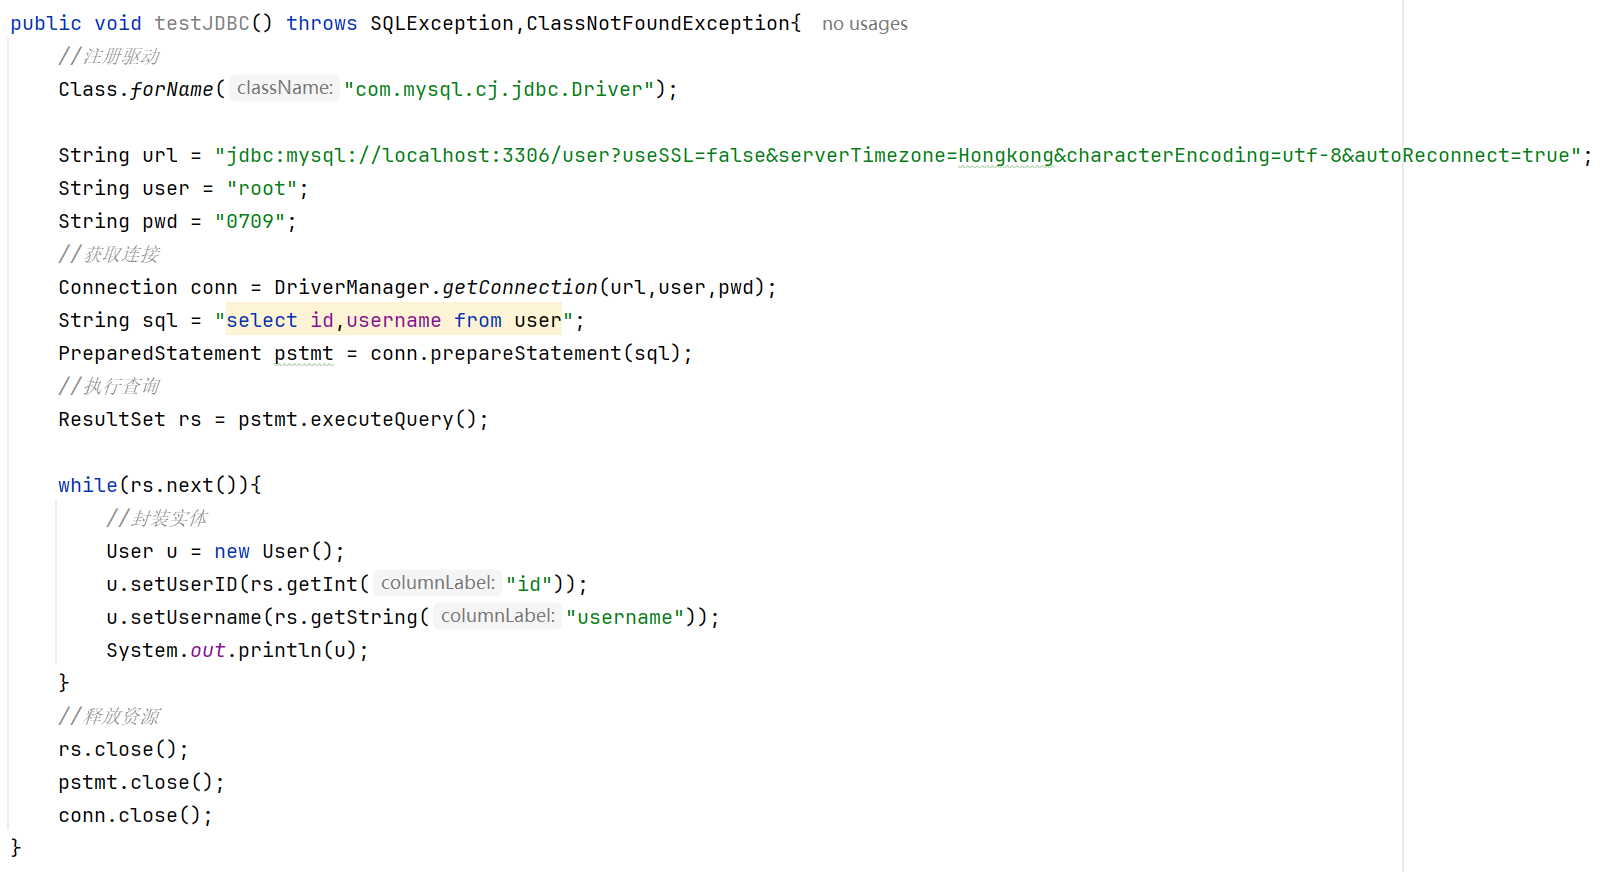 public void testJDBC() throws SQLException,ClassNotFoundException{ no usages
//注册驱动
Class.forName( className: "com.mysql.cj.jdbc.Driver");
String url = "jdbc:mysql://localhost:3306/user?useSSL=false&serverTimezone=Hongkong&characterEncoding=utf-8&autoReconnect=true";
String user = "root";
String pwd = "0709";
//获取连接
Connection conn = DriverManager.getConnection(url,user,pwd);
String sql = "select id,username from user";
PreparedStatement pstmt = conn.prepareStatement(sql);
//执行查询
ResultSet rs = pstmt.executeQuery();
while(rs.next()){
//封装实体
User u = new User();
u.setUserID(rs.getInt( columnLabel: "id"));
u.setUsername(rs.getString( columnLabel: "username"));
System.out.println(u);
}
//释放资源
rs.close();
pstmt.close();
conn.close();
}